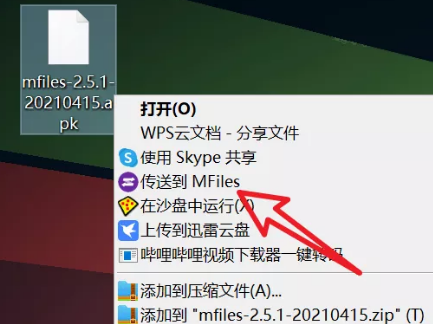 mfiles-2.5.1-
20210415.a
pk
打开(O)
WPS云文档 - 分享文件
使用 Skype 共享
传送到 MFiles
在沙盘中运行(X)
上传到迅雷云盘
哔哩哔哩视频下载器一键转码
添加到压缩文件(A)...
添加到 "mfiles-2.5.1-20210415.zip" (T)